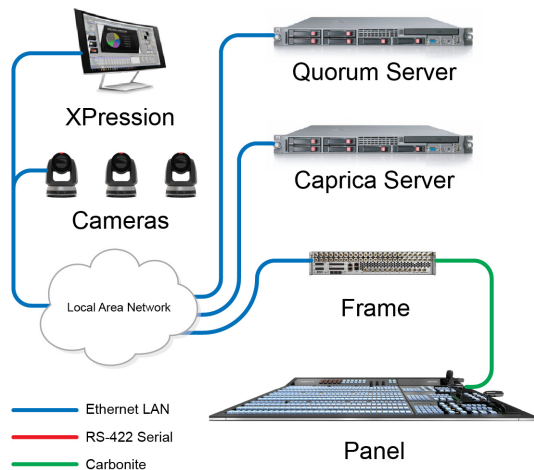 XPression
Quorum Server
Cameras
Caprica Server
Local Area Network
Frame
Panel
Ethernet LAN
RS-422 Serial
Carbonite